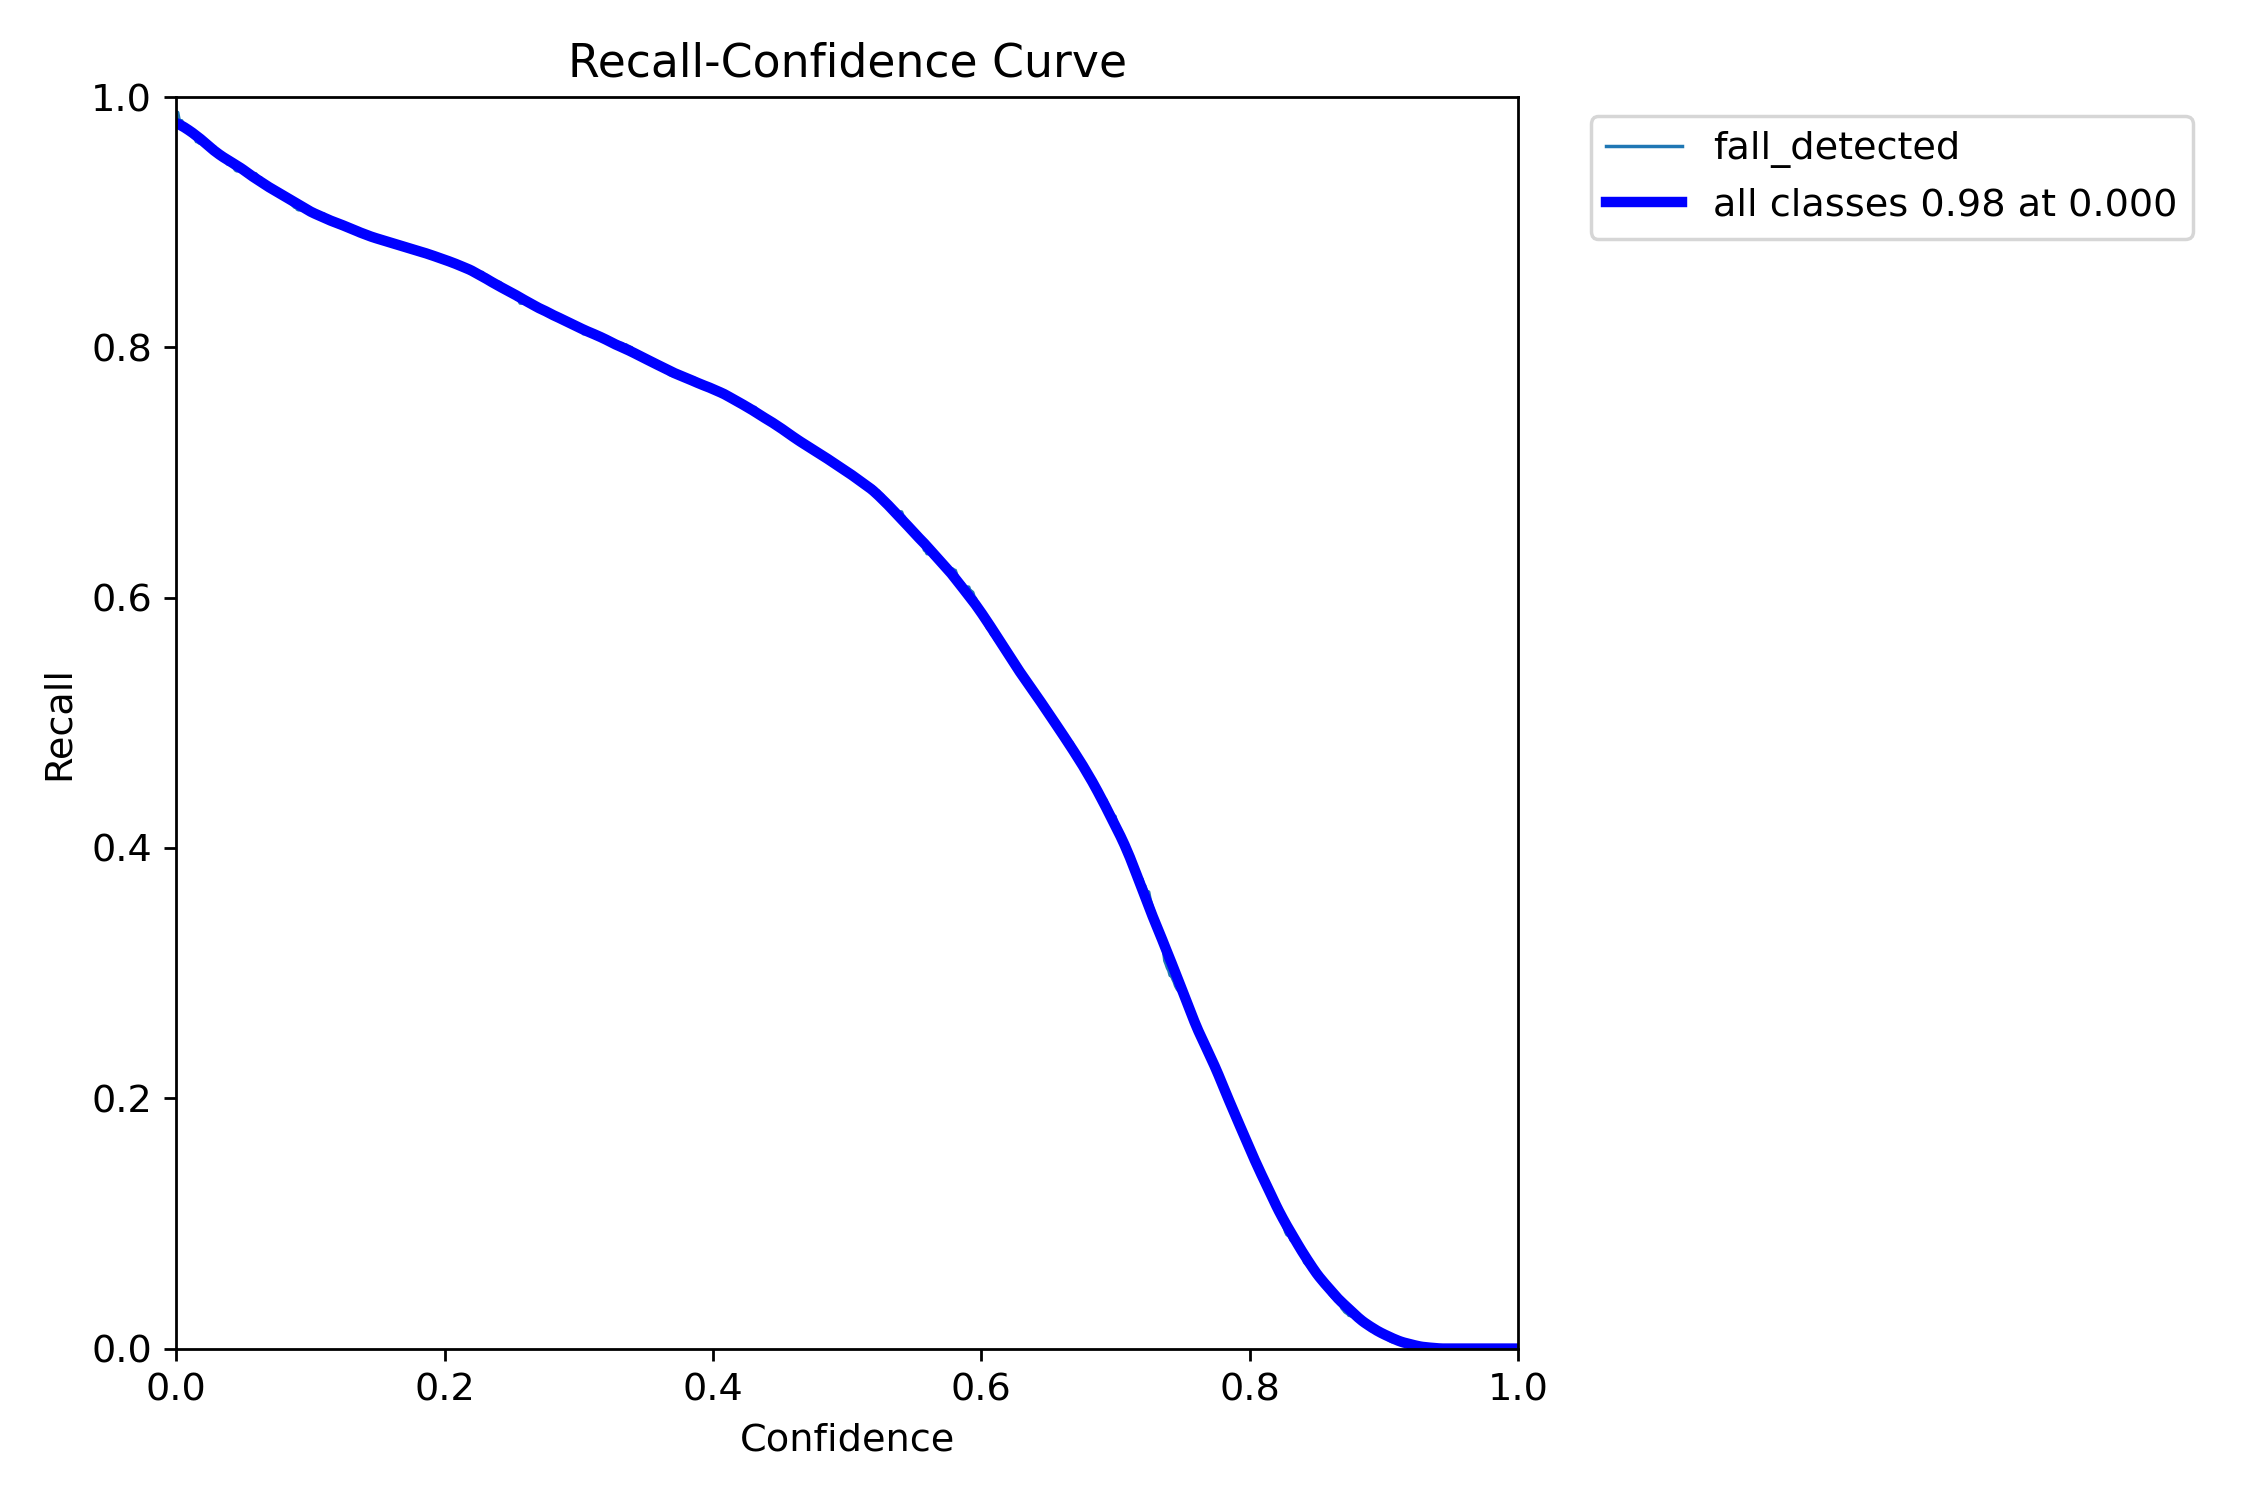 Recall-Confidence Curve
1.0
0.8
0.6
0.4
0.2
0.0
Recall
0.0 0.2 0.4 0.6 0.8 1.0
Confidence
fall_detected
all classes 0.98 at 0.000